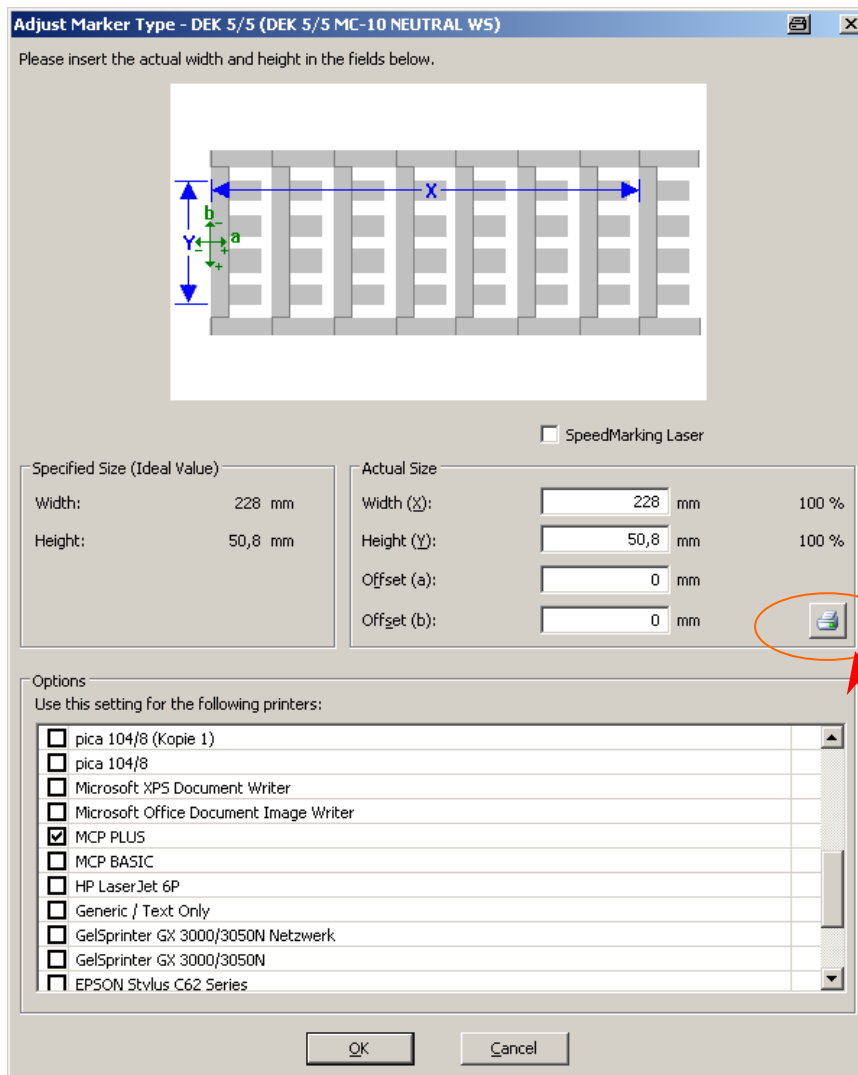 Adjust Marker Type - DEK 5/5 (DEK 5/5 MC-10 NEUTRAL WS)
Please insert the actual width and height in the fields below.
X
b
-
Y
a
-
+
+
SpeedMarking Laser
Specified Size (Ideal Value)
Width: 228 mm
Height: 50,8 mm
Actual Size
Width (X): 228 mm 100 %
Height (Y): 50,8 mm 100 %
Offset (a): 0 mm
Offset (b): 0 mm
Options
Use this setting for the following printers:
pica 104/8 (Kopie 1)
pica 104/8
Microsoft XPS Document Writer
Microsoft Office Document Image Writer
MCP PLUS
MCP BASIC
HP LaserJet 6P
Generic / Text Only
GelSprinter GX 3000/3050N Netzwerk
GelSprinter GX 3000/3050N
EPSON Stylus C62 Series
OK
Cancel